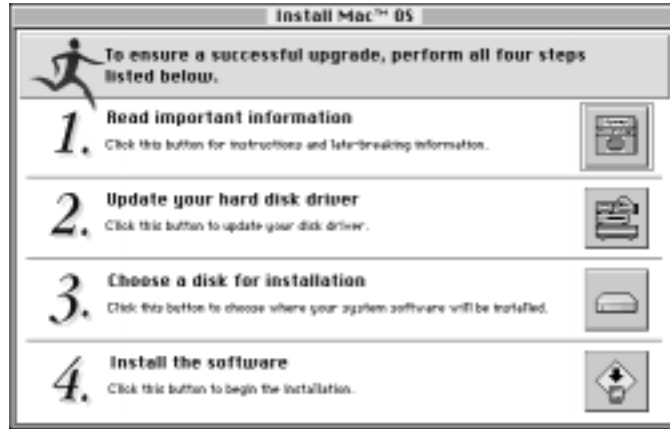 Install Mac™ OS
To ensure a successful upgrade, perform all four steps
listed below.
1. Read important information
Click this button for instructions and late-breaking information.
2. Update your hard disk driver
Click this button to update your disk driver.
3. Choose a disk for installation
Click this button to choose where your system software will be installed.
4. Install the software
Click this button to begin the installation.